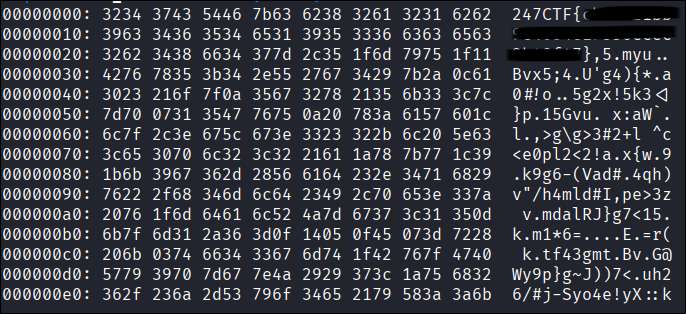 00000000: 3234 3743 5446 7b63 6238 3261 3231 6262 247CTF{
00000010: 3963 3436 3534 6531 3935 3336 6363 6563
00000020: 3262 3438 6634 377d 2c35 1f6d 7975 1f11 },5.myu..
00000030: 4276 7835 3b34 2e55 2767 3429 7b2a 0c61 Bvx5;4.U'g4){*.a
00000040: 3023 216f 7f0a 3567 3278 2135 6b33 3c7c 0#!o..5g2x!5k3<|
00000050: 7d70 0731 3537 4776 7675 0a20 783a 6157 601c }p.15Gvu. x:aW`.
00000060: 6c7f 2c3e 675c 673e 3323 322b 6c20 5e63 l.,>g\g>3#2+l ^c
00000070: 3c65 3070 6c32 3c32 2161 1a78 7b77 1c39 <e0pl2<2!a.x{w.9
00000080: 1b6b 3967 362d 2856 6164 232e 3471 6829 .k9g6-(Vad#.4qh)
00000090: 7622 2f68 346d 6c64 2349 2c70 653e 337a v"/h4mld#I,pe>3z
000000a0: 2076 1f6d 6461 6c52 4a7d 6737 3c31 350d  v.mdalRJ}g7<15.
000000b0: 6b7f 6d31 2a36 3d0f 1405 0f45 073d 7228 k.m1*6=....E.=r(
000000c0: 206b 0374 6634 3367 6d74 1f42 767f 4740  k.tf43gmt.Bv.G@
000000d0: 5779 3970 7d67 7e4a 2929 373c 1a75 6832 Wy9p}g~J))7<.uh2
000000e0: 362f 236a 2d53 796f 3465 2179 583a 3a6b 6/#j-Syo4e!yX::k